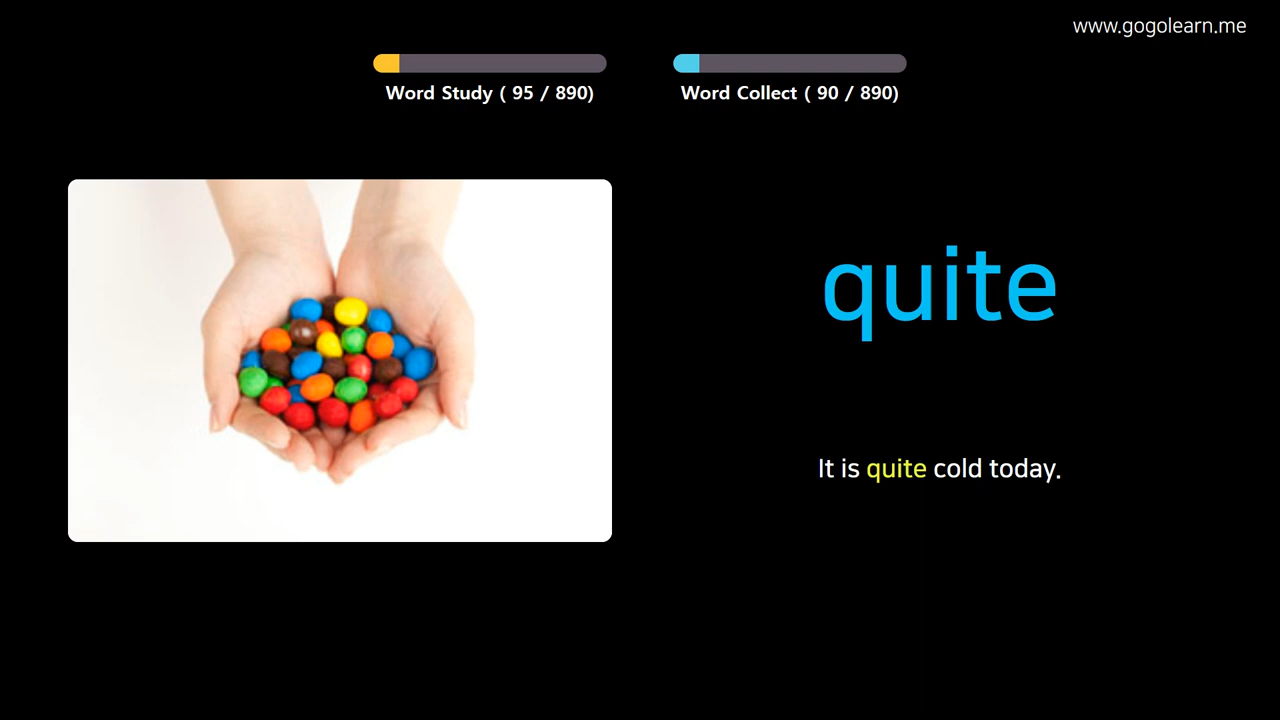 www.gogolearn.me
Word Study ( 95 / 890)
Word Collect ( 90 / 890)
quite
It is quite cold today.